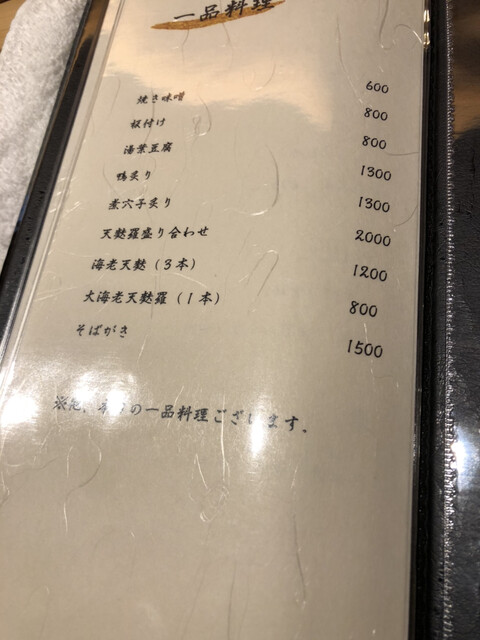 一品料理
焼き味噌 600
板付け 800
湯葉豆腐 800
鴨炙り 1300
煮穴子炙り 1300
天麩羅盛り合わせ 2000
海老天麩（３本） 1200
大海老天麩羅（１本） 800
そばがき 1500
※他、の一品料理ございます。